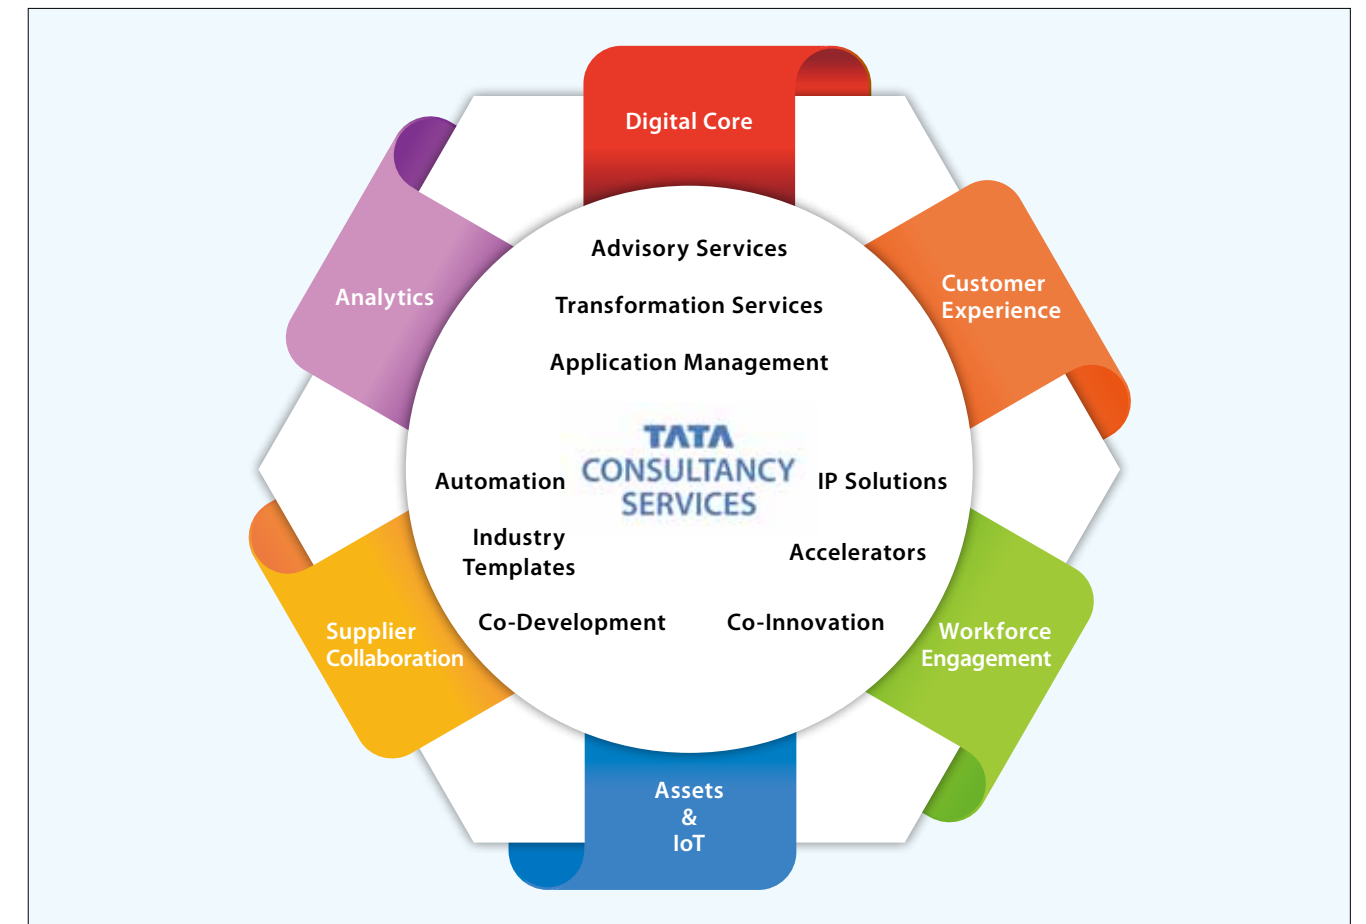 Digital Core
Analytics
Customer
Experience
Advisory Services
Transformation Services
Application Management
TATA
CONSULTANCY
SERVICES
Automation
IP Solutions
Industry
Templates
Accelerators
Co-Development
Co-Innovation
Supplier
Collaboration
Workforce
Engagement
Assets
&
IoT